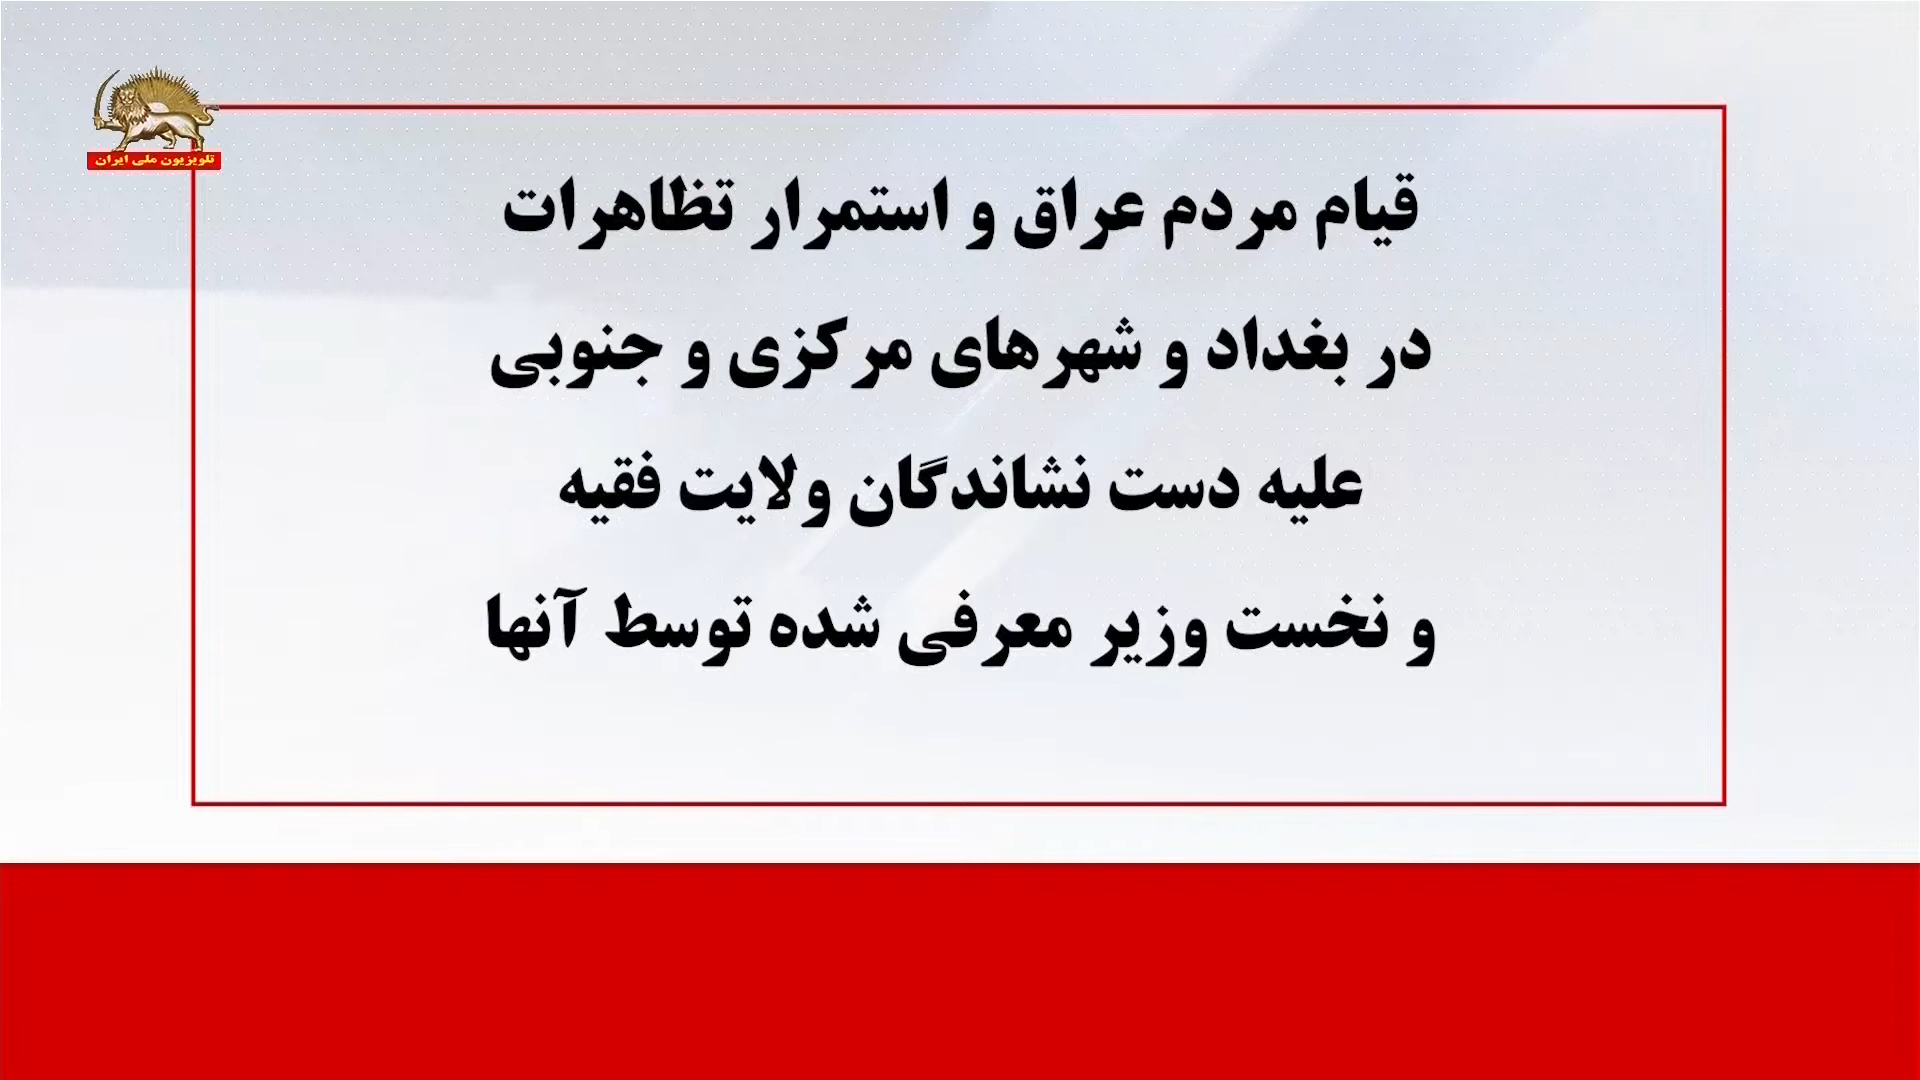 تلویزیون ملی ایران
قیام مردم عراق و استمرار تظاهرات
در بغداد و شهرهای مرکزی و جنوبی
علیه دست نشاندگان ولایت فقیه
و نخست وزیر معرفی شده توسط آنها